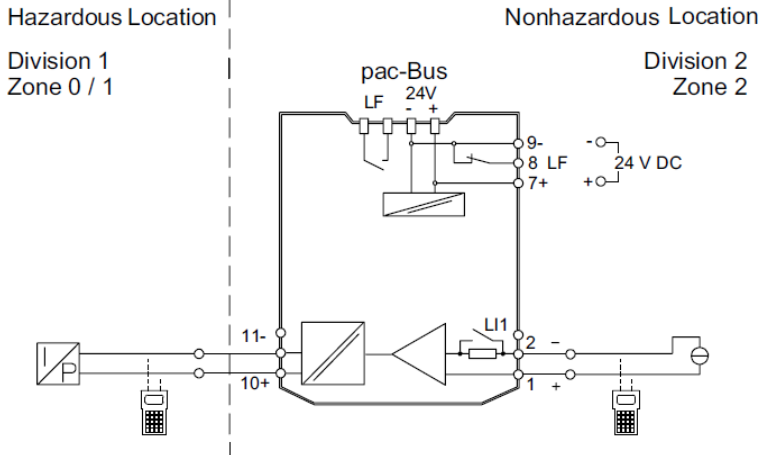 Hazardous Location
Nonhazardous Location
Division 1
Zone 0 / 1
Division 2
Zone 2
pac-Bus
LF
24V
- +
9-
8 LF
7+
-
24 V DC
+
I
P
11-
10+
LI1
2 –
1 +